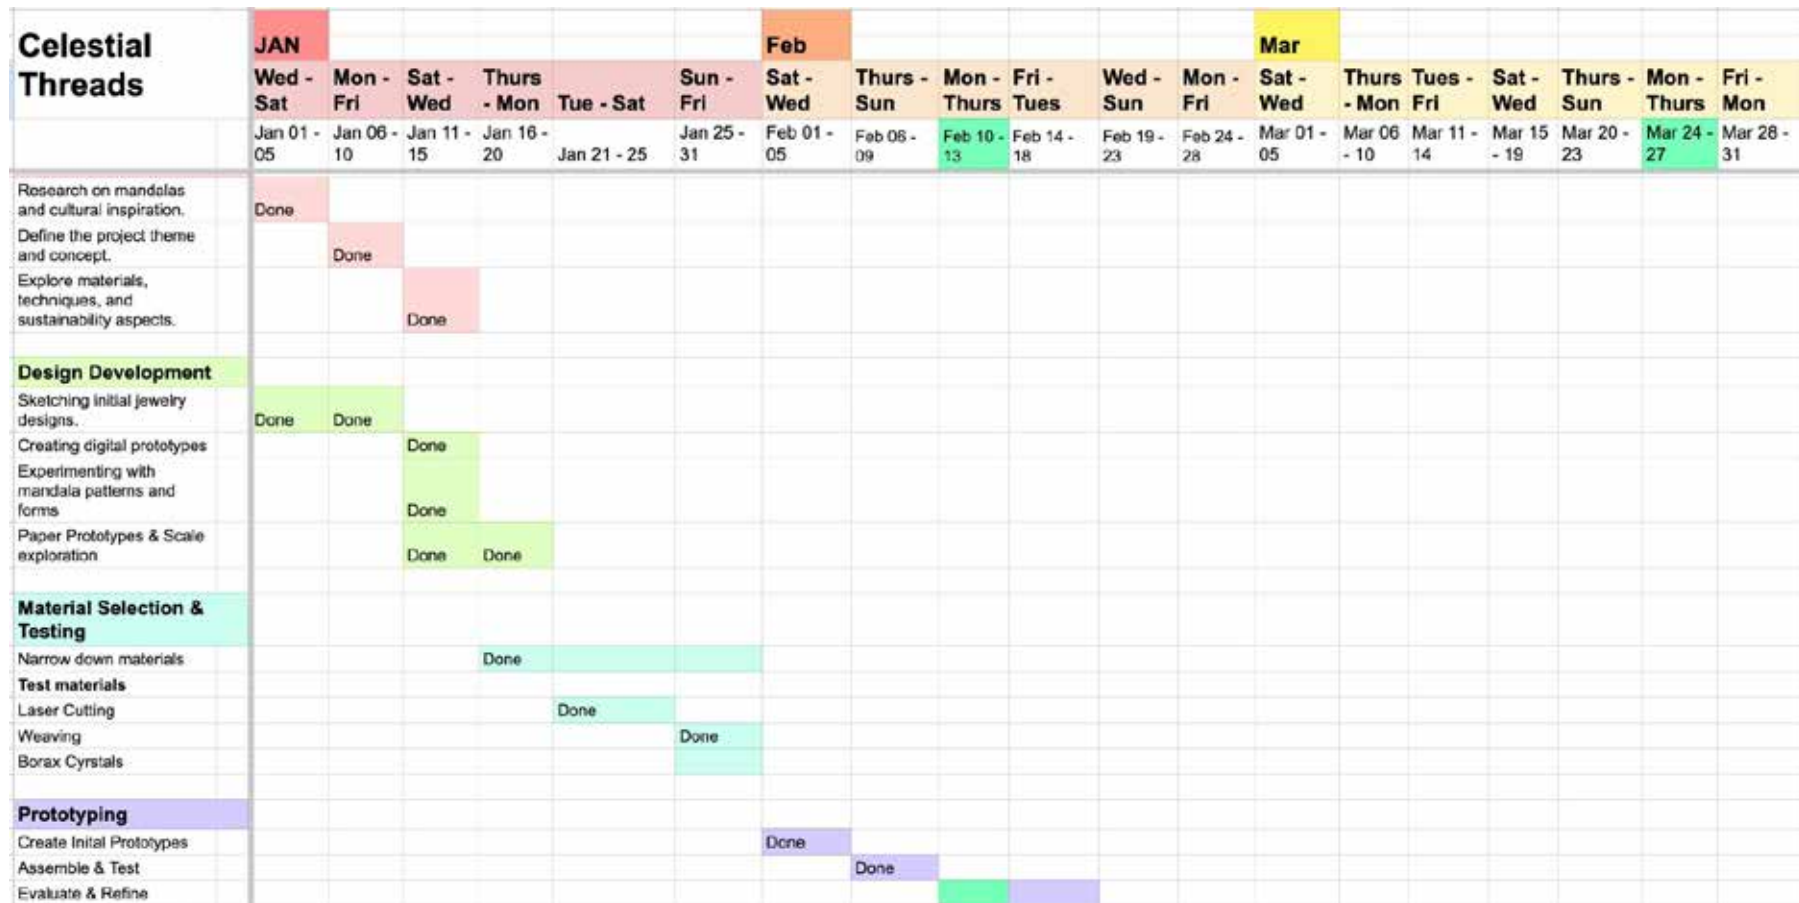 Celestial Threads
JAN Feb Mar
Wed - Sat Mon - Fri Sat - Wed Thurs - Mon Tue - Sat Sun - Fri Sat - Wed Thurs - Sun Mon - Thurs Fri - Tues Wed - Sun Mon - Fri Sat - Wed Thurs - Mon Tues - Fri Sat - Wed Thurs - Sun Mon - Thurs Fri - Mon
Jan 01 - 05 Jan 06 - 10 Jan 11 - 15 Jan 16 - 20 Jan 21 - 25 Jan 25 - 31 Feb 01 - 05 Feb 06 - 09 Feb 10 - 13 Feb 14 - 18 Feb 19 - 23 Feb 24 - 28 Mar 01 - 05 Mar 06 - 10 Mar 11 - 14 Mar 15 - 19 Mar 20 - 23 Mar 24 - 27 Mar 28 - 31
Research on mandalas
and cultural inspiration. Done
Define the project theme
and concept. Done
Explore materials,
techniques, and
sustainability aspects. Done
Design Development
Sketching initial jewelry
designs. Done Done
Creating digital prototypes Done
Experimenting with
mandala patterns and
forms Done
Paper Prototypes & Scale
exploration Done Done
Material Selection &
Testing
Narrow down materials Done
Test materials
Laser Cutting Done
Weaving Done
Borax Cyrstals
Prototyping
Create Inital Prototypes Done
Assemble & Test Done
Evaluate & Refine